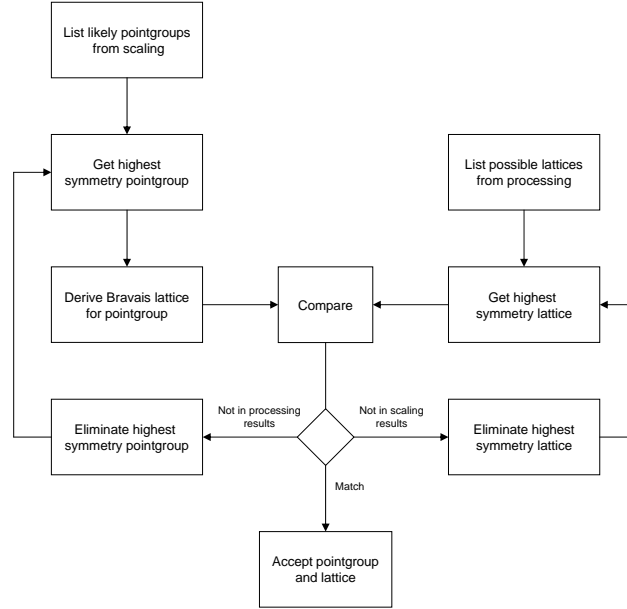 List likely pointgroups
from scaling
Get highest
symmetry pointgroup
List possible lattices
from processing
Derive Bravais lattice
for pointgroup
Compare
Get highest
symmetry lattice
Not in processing
results
Not in scaling
results
Eliminate highest
symmetry pointgroup
Eliminate highest
symmetry lattice
Match
Accept pointgroup
and lattice